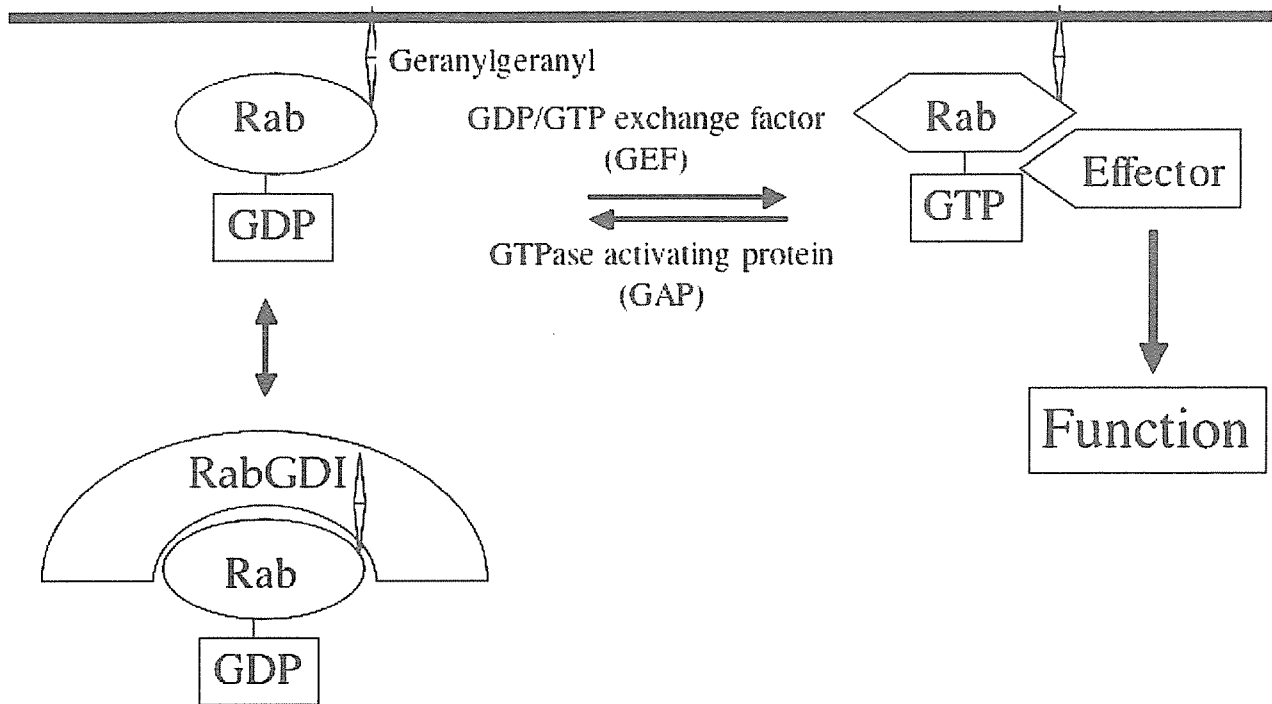 Geranylgeranyl
Rab
GDP
GDP/GTP exchange factor
(GEF)
GTPase activating protein
(GAP)
Rab
GTP
Effector
Function
RabGDI
Rab
GDP